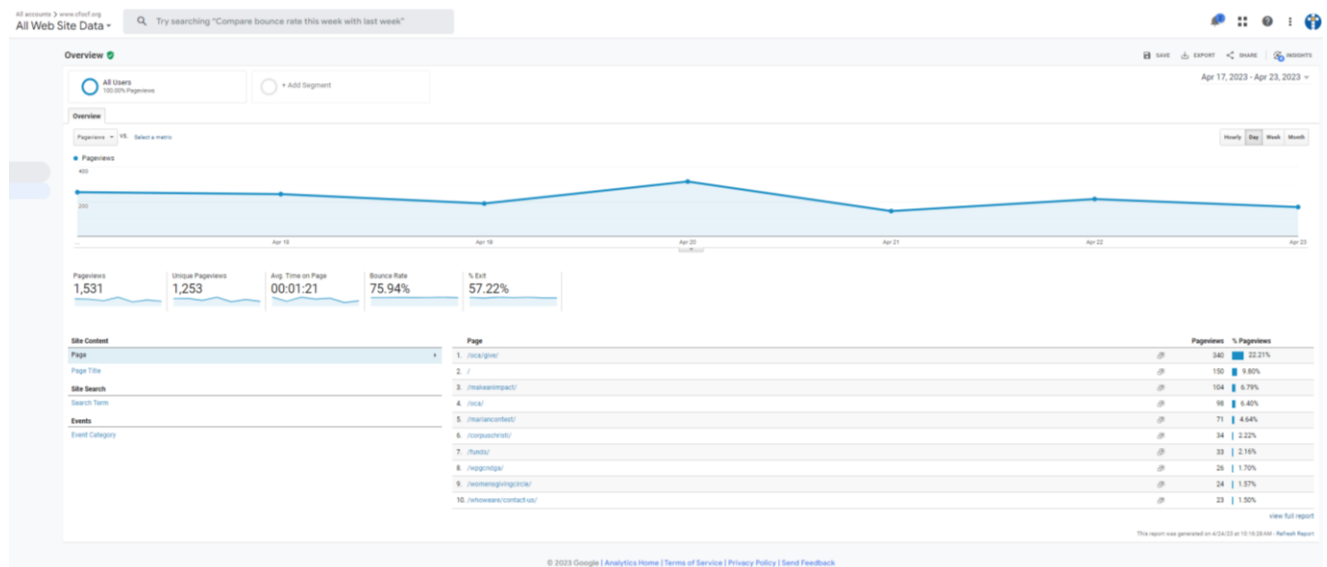 All accounts > www.cfocf.org
All Web Site Data
Try searching "Compare bounce rate this week with last week"
Overview
SAVE EXPORT SHARE INSIGHTS
All Users
100.00% Pageviews
+ Add Segment
Apr 17, 2023 - Apr 23, 2023
Overview
Pageviews VS. Select a metric
Hourly Day Week Month
Pageviews
400
200
... Apr 18 Apr 19 Apr 20 Apr 21 Apr 22 Apr 23
Pageviews Unique Pageviews Avg. Time on Page Bounce Rate % Exit
1,531 1,253 00:01:21 75.94% 57.22%
Site Content
Page
Page Title
Site Search
Search Term
Events
Event Category
Page Pageviews % Pageviews
1. /oca/give/ 340 22.21%
2. / 150 9.80%
3. /makeanimpact/ 104 6.79%
4. /oca/ 98 6.40%
5. /mariancontest/ 71 4.64%
6. /corpuschristi/ 34 2.22%
7. /funds/ 33 2.16%
8. 26 1.70%
9. /womensgivingcircle/ 24 1.57%
10. /whoweare/contact-us/ 23 1.50%
view full report
This report was generated on 4/24/23 at 10:19:28 AM - Refresh Report
© 2023 Google | Analytics Home | Terms of Service | Privacy Policy | Send Feedback